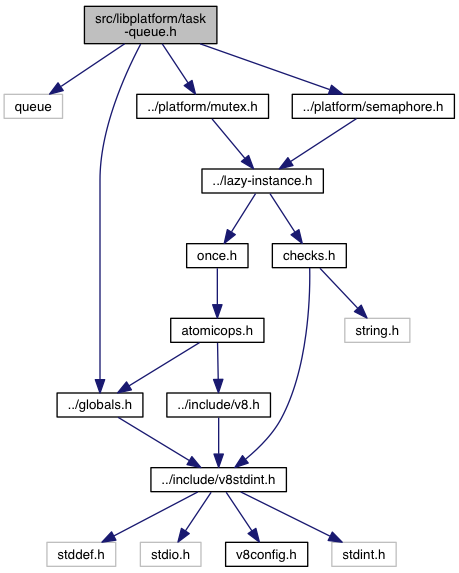 src/libplatform/task
-queue.h
queue
../platform/mutex.h
../platform/semaphore.h
../lazy-instance.h
once.h
checks.h
atomicops.h
string.h
../globals.h
../include/v8.h
../include/v8stdint.h
stddef.h
stdio.h
v8config.h
stdint.h